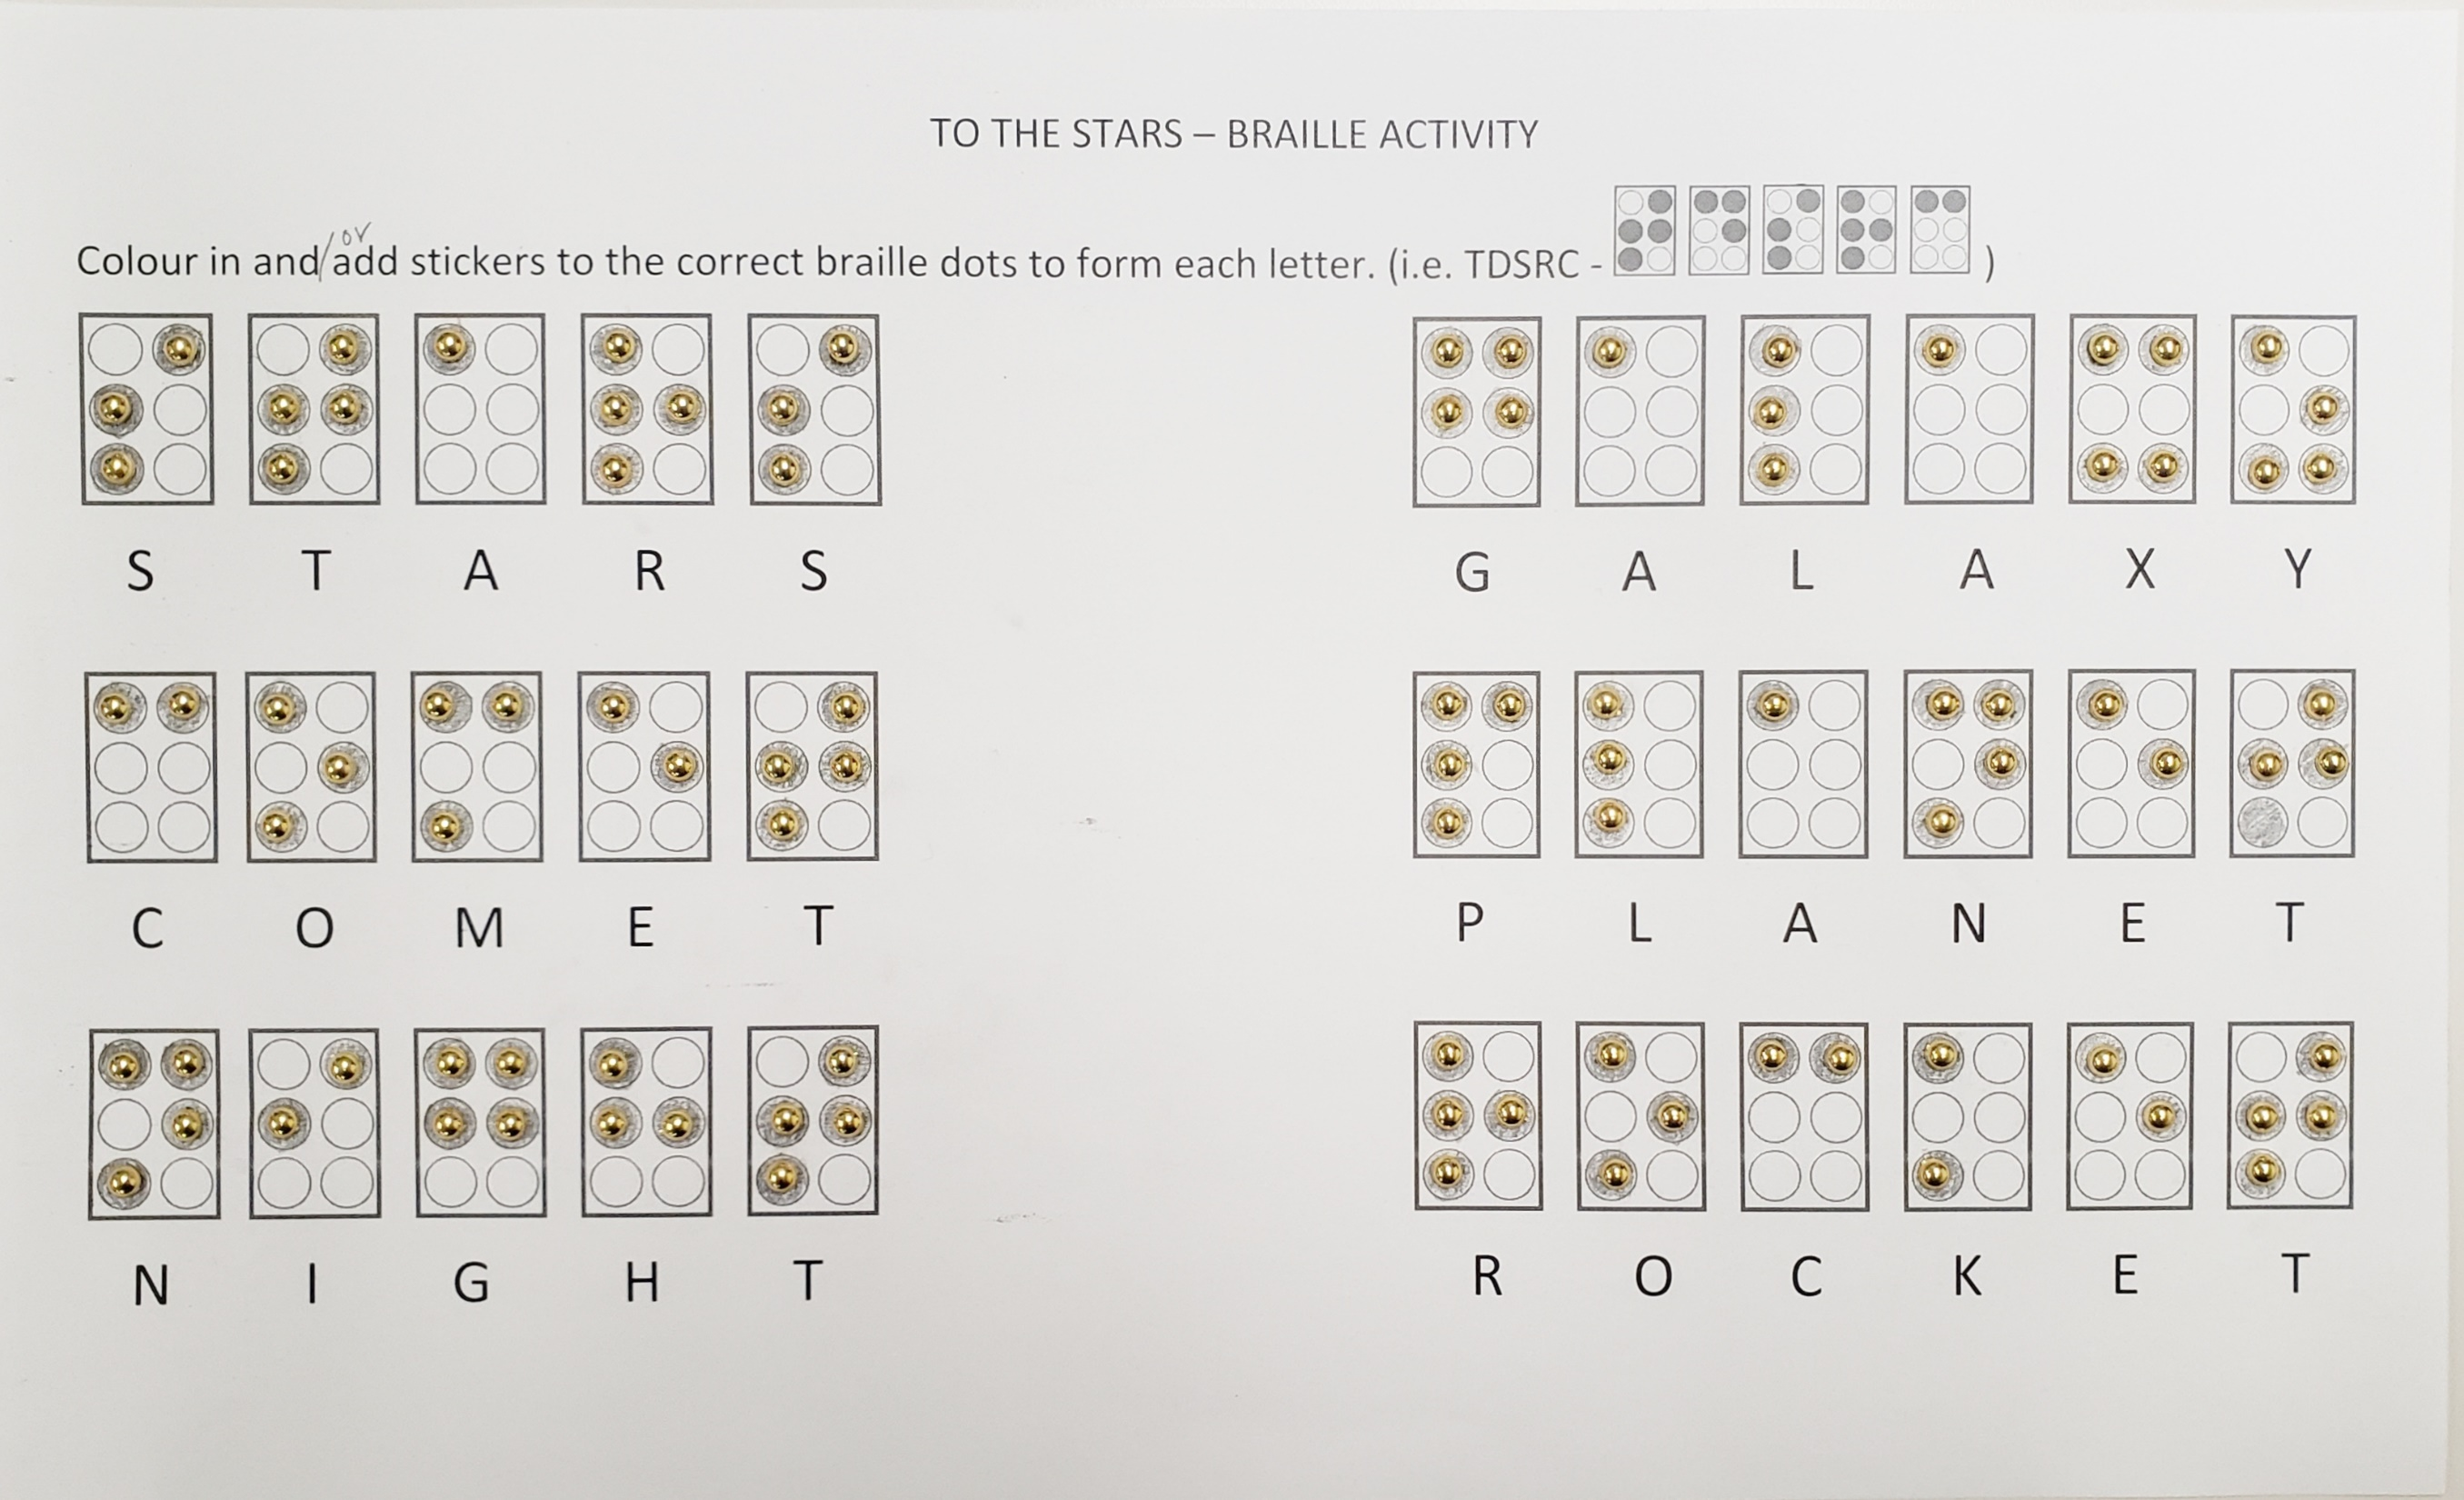 TO THE STARS – BRAILLE ACTIVITY
Colour in and/or add stickers to the correct braille dots to form each letter. (i.e. TDSRC - ⠞ ⠙ ⠎ ⠗ ⠉ )
⠎ ⠞ ⠁ ⠗ ⠎
S T A R S
⠛ ⠁ ⠇ ⠁ ⠭ ⠽
G A L A X Y
⠉ ⠕ ⠍ ⠑ ⠞
C O M E T
⠏ ⠇ ⠁ ⠝ ⠑ ⠞
P L A N E T
⠝ ⠊ ⠛ ⠓ ⠞
N I G H T
⠗ ⠕ ⠉ ⠅ ⠑ ⠞
R O C K E T